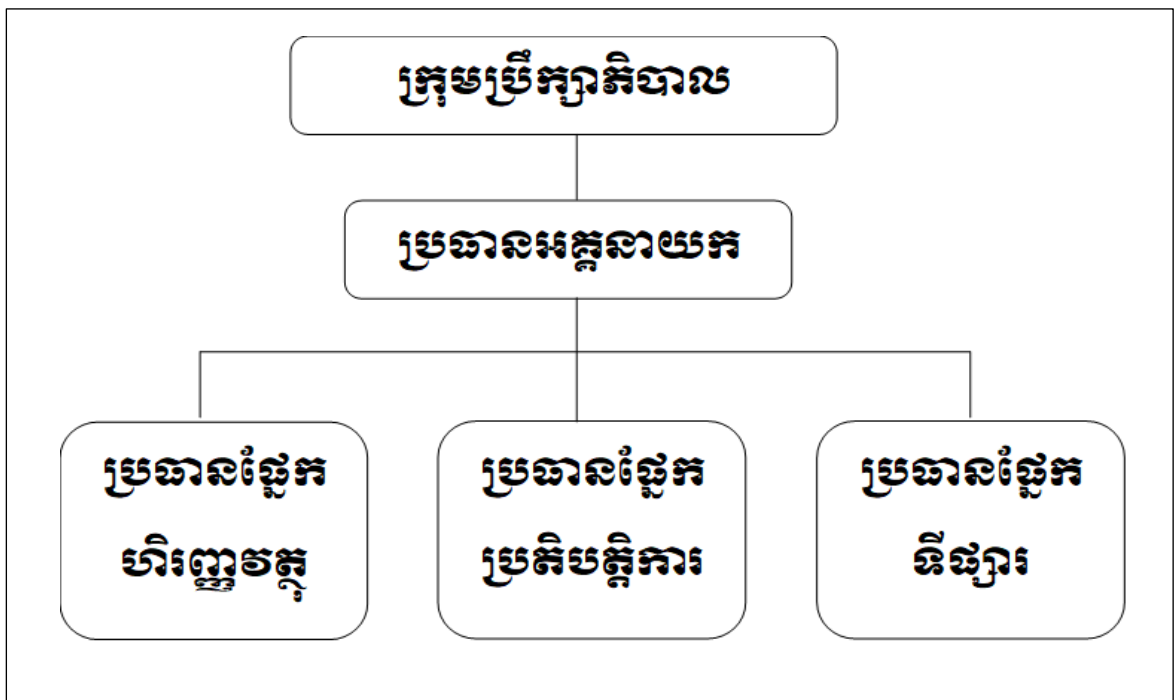 ក្រុមប្រឹក្សាភិបាល
ប្រធានអគ្គនាយក
ប្រធានផ្នែក
ហិរញ្ញវត្ថុ
ប្រធានផ្នែក
ប្រតិបត្តិការ
ប្រធានផ្នែក
ទីផ្សារ